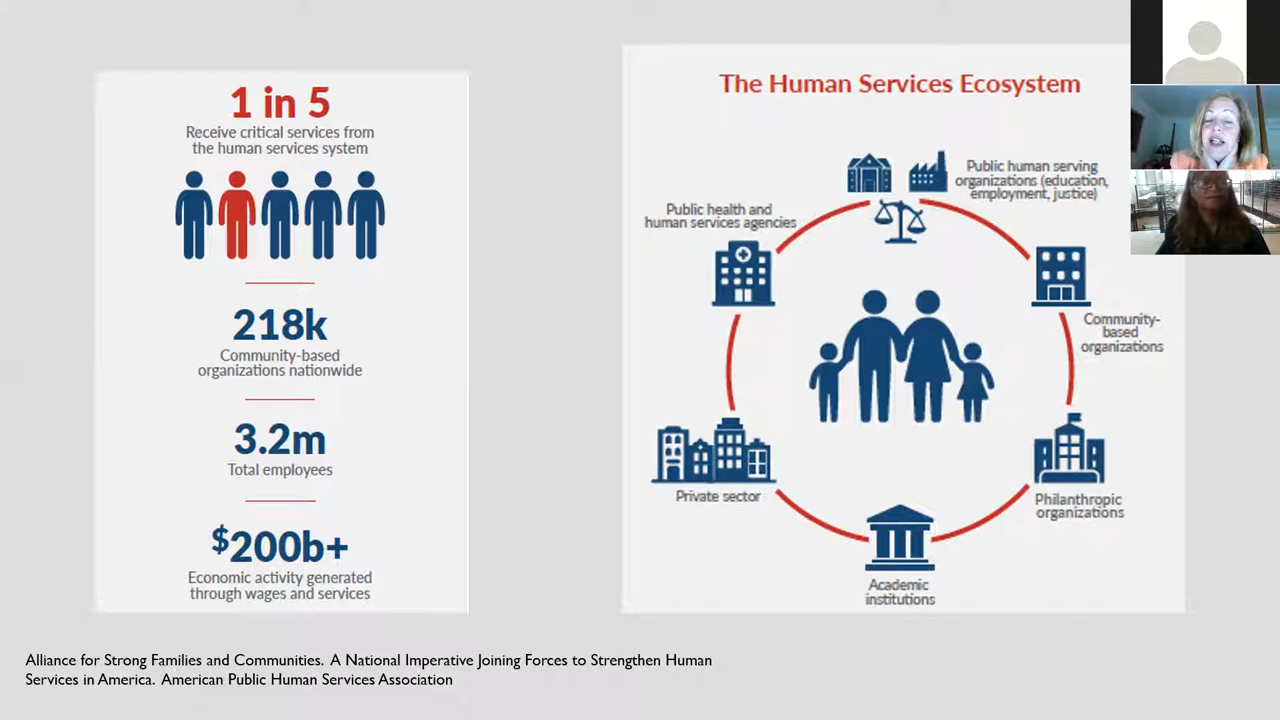 1 in 5
Receive critical services from
the human services system
218k
Community-based
organizations nationwide
3.2m
Total employees
$200b+
Economic activity generated
through wages and services
The Human Services Ecosystem
Public human serving
organizations (education,
employment, justice)
Public health and
human services agencies
Community-
based
organizations
Private sector
Philanthropic
organizations
Academic
institutions
Alliance for Strong Families and Communities. A National Imperative Joining Forces to Strengthen Human
Services in America. American Public Human Services Association